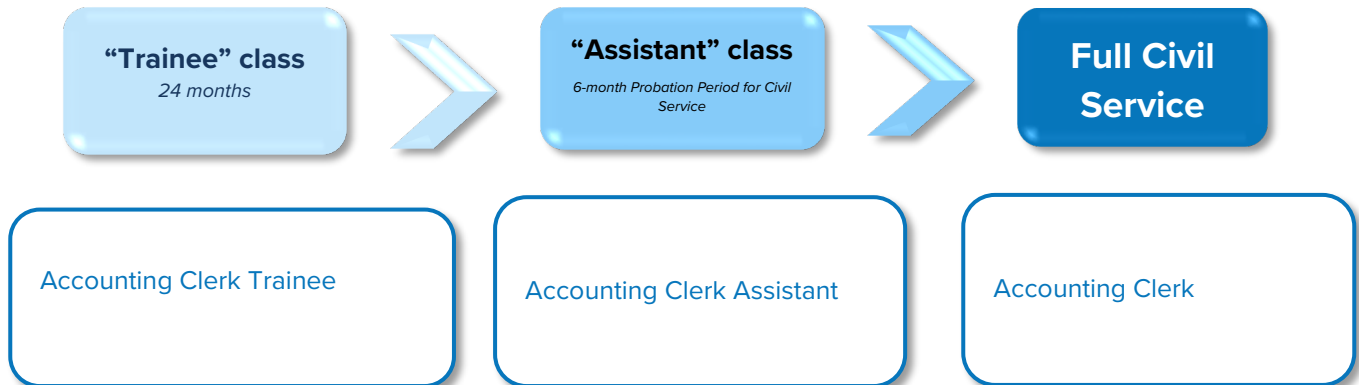 “Trainee” class
24 months
“Assistant” class
6-month Probation Period for Civil
Service
Full Civil
Service
Accounting Clerk Trainee
Accounting Clerk Assistant
Accounting Clerk